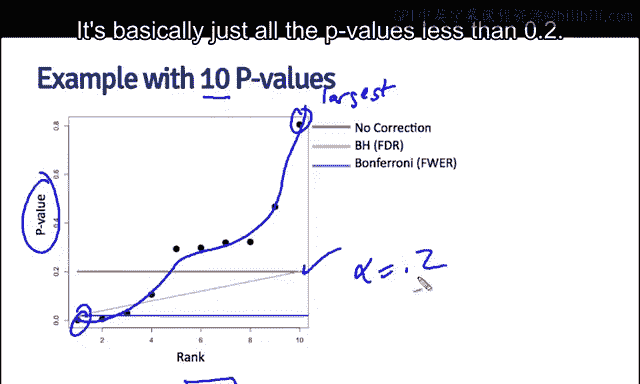 It's basically just all the p-values less than 0.2.
Example with 10 P-values
largest
No Correction
BH (FDR)
Bonferroni (FWER)
P-value
0.8
0.6
0.4
0.2
0.0
α = .2
2
4
6
8
10
Rank